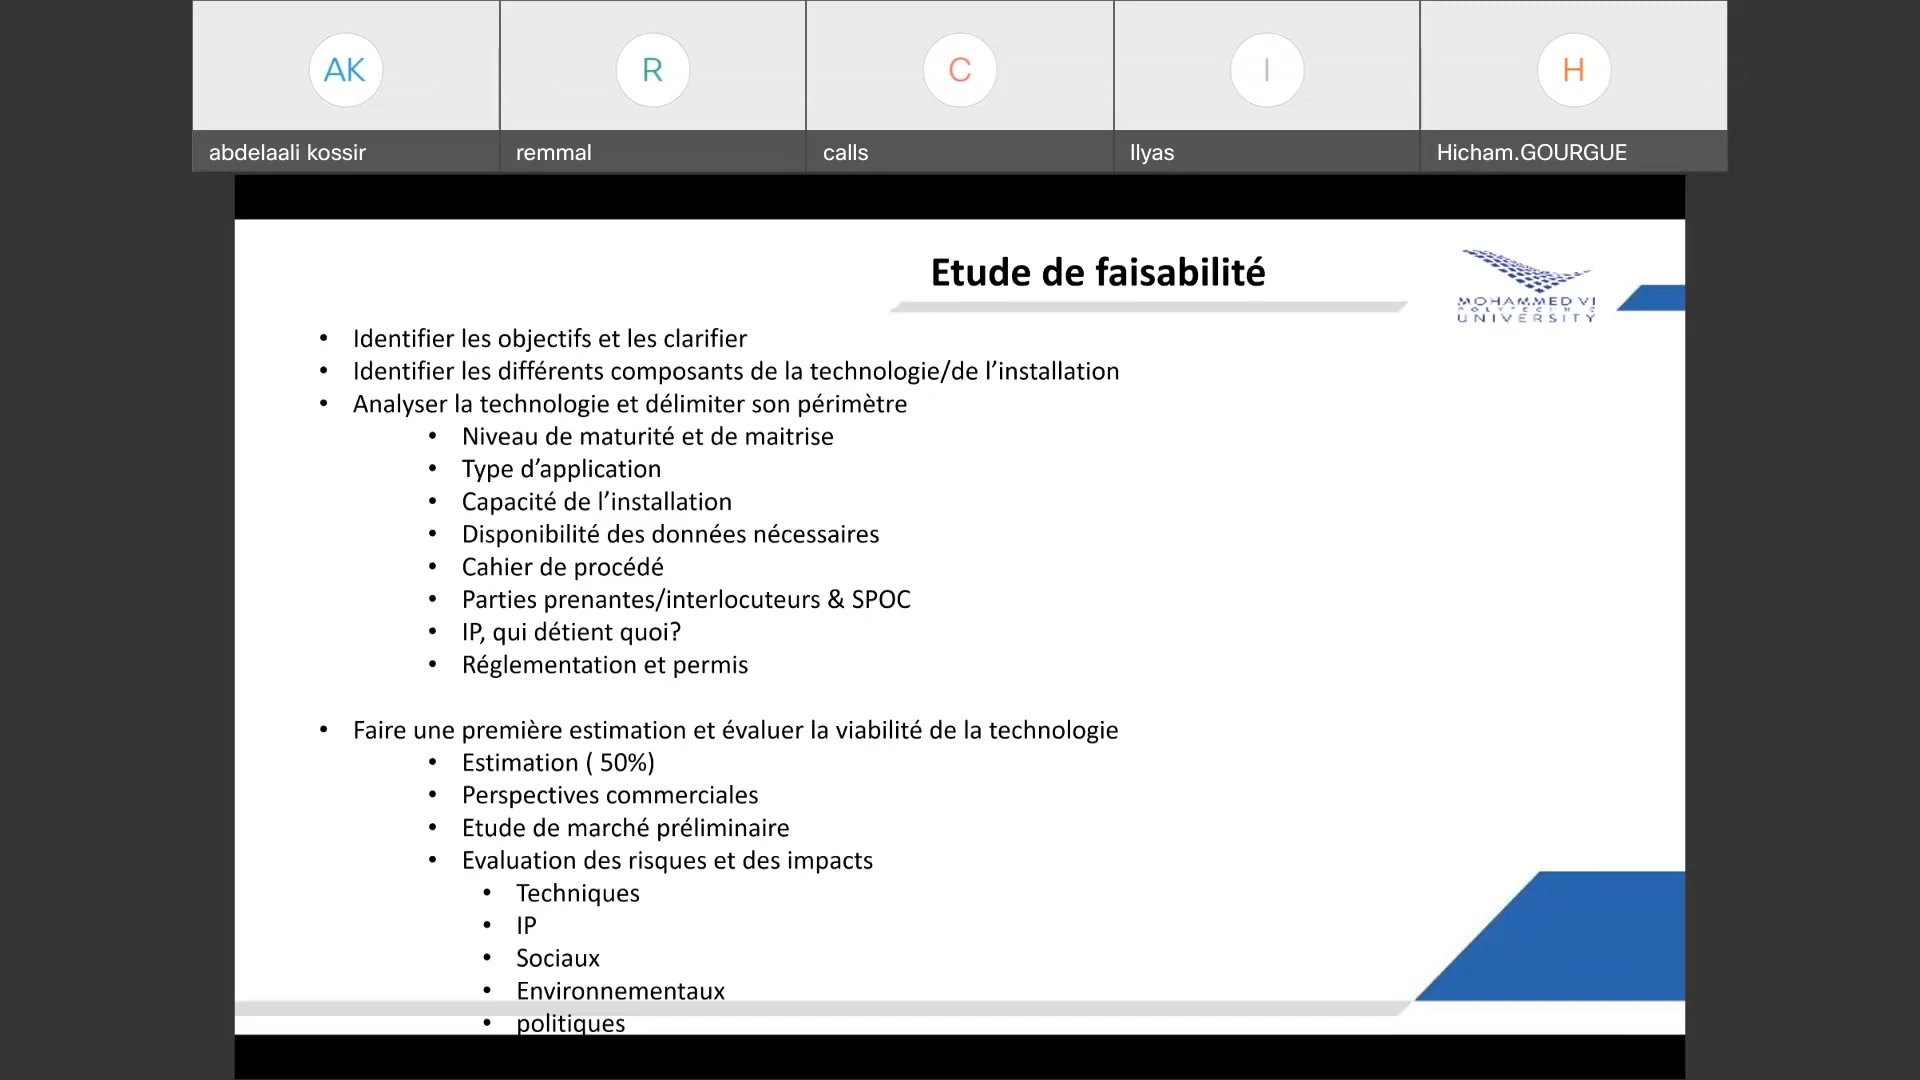 AK
R
C
I
H
abdelaali kossir
remmal
calls
Ilyas
Hicham.GOURGUE
Etude de faisabilité
MOHAMMED VI
POLYTECHNIC
UNIVERSITY
• Identifier les objectifs et les clarifier
• Identifier les différents composants de la technologie/de l’installation
• Analyser la technologie et délimiter son périmètre
• Niveau de maturité et de maitrise
• Type d’application
• Capacité de l’installation
• Disponibilité des données nécessaires
• Cahier de procédé
• Parties prenantes/interlocuteurs & SPOC
• IP, qui détient quoi?
• Réglementation et permis
• Faire une première estimation et évaluer la viabilité de la technologie
• Estimation ( 50%)
• Perspectives commerciales
• Etude de marché préliminaire
• Evaluation des risques et des impacts
• Techniques
• IP
• Sociaux
• Environnementaux
• politiques